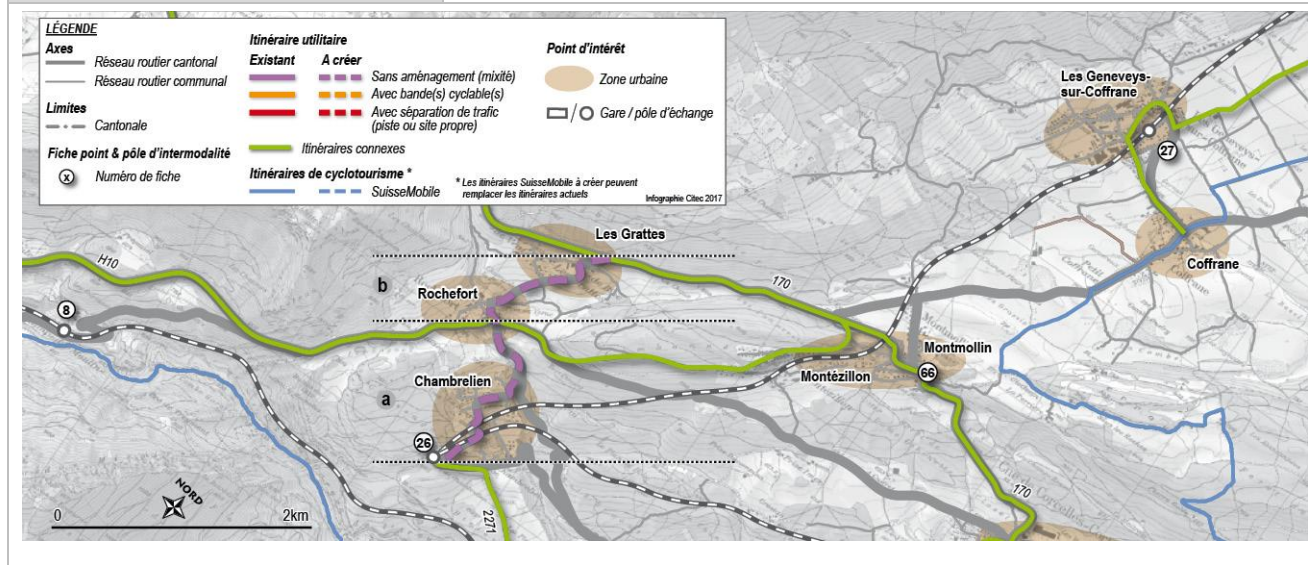 LÉGENDE
Axes
Réseau routier cantonal
Réseau routier communal
Limites
Cantonale
Fiche point & pôle d'intermodalité
x Numéro de fiche
Itinéraire utilitaire
Existant A créer
Sans aménagement (mixité)
Avec bande(s) cyclable(s)
Avec séparation de trafic
(piste ou site propre)
Itinéraires connexes
Itinéraires de cyclotourisme *
SuisseMobile
Point d'intérêt
Zone urbaine
Gare / pôle d'échange
* Les itinéraires SuisseMobile à créer peuvent
remplacer les itinéraires actuels
Infographie Citec 2017
Les Geneveys-
sur-Coffrane
27
Coffrane
Les Grattes
H10
b
170
Rochefort
8
Montmollin
Chambrelien
Montézillon
66
a
26
170
2271
NORD
0 2km